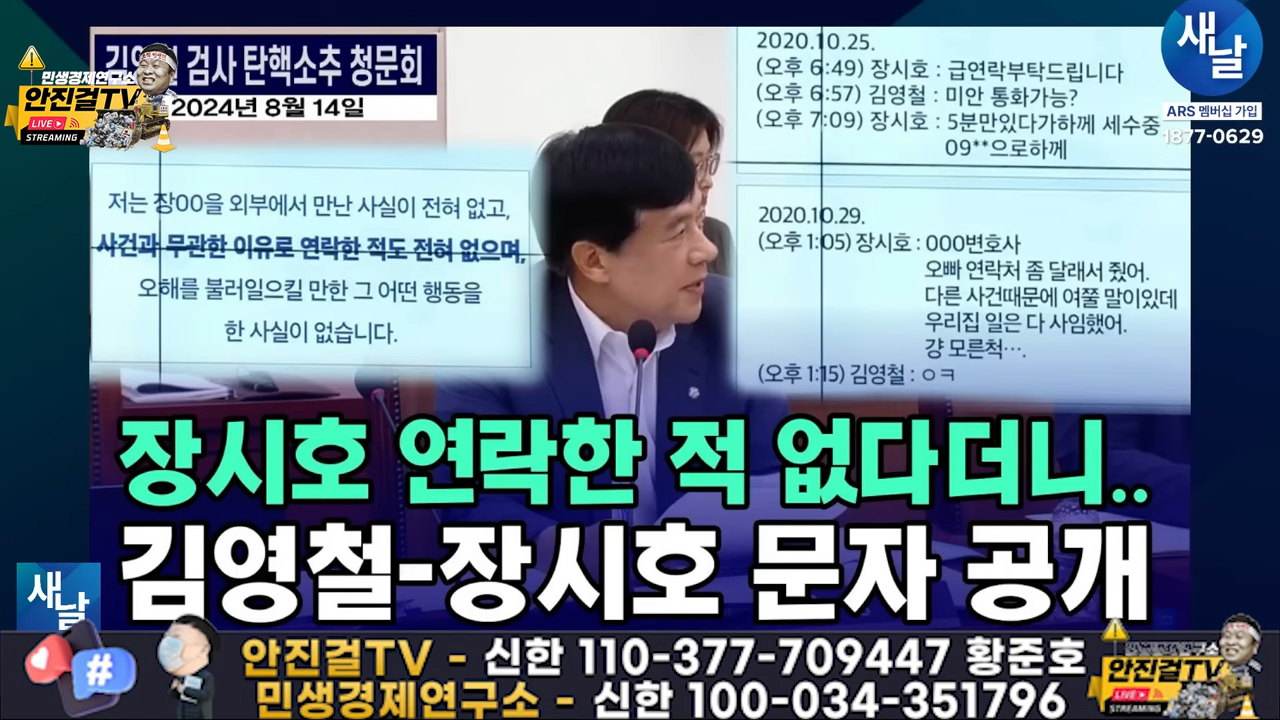 검사 탄핵소추 청문회
2024년 8월 14일
민생경제연구소
안진걸TV
LIVE
STREAMING
저는 장OO을 외부에서 만난 사실이 전혀 없고,
사건과 무관한 이유로 연락한 적도 전혀 없으며,
오해를 불러일으킬 만한 그 어떤 행동을
한 사실이 없습니다.
2020.10.25.
(오후 6:49) 장시호 : 급연락부탁드립니다
(오후 6:57) 김영철 : 미안 통화가능?
(오후 7:09) 장시호 : 5분만있다가하께 세수중
09**으로하께
2020.10.29.
(오후 1:05) 장시호 : 000변호사
오빠 연락처 좀 달래서 줬어.
다른 사건때문에 여쭐 말이있데
우리집 일은 다 사임했어.
걍 모른척….
(오후 1:15) 김영철 : ㅇㅋ
새날
ARS 멤버십 가입
1877-0629
장시호 연락한 적 없다더니..
김영철-장시호 문자 공개
새날
#
안진걸TV - 신한 110-377-709447 황준호
민생경제연구소 - 신한 100-034-351796
안진걸TV
LIVE
STREAMING